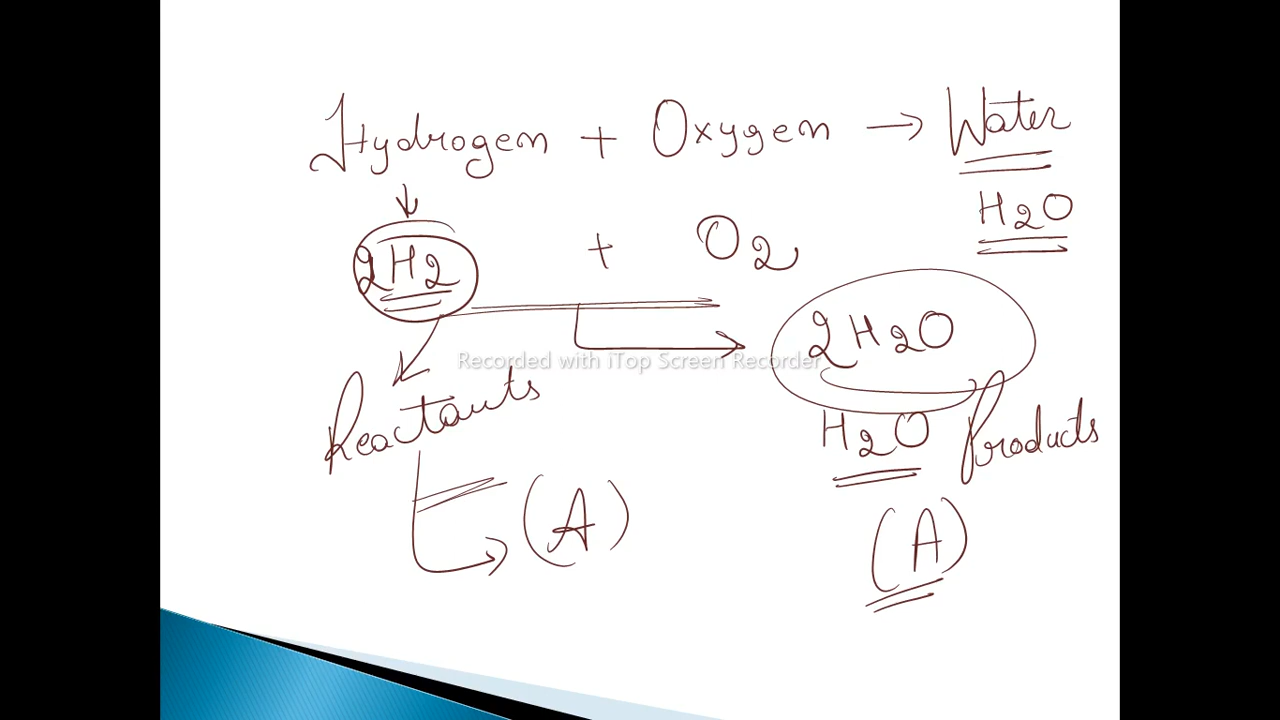 Hydrogen + Oxygen → Water
H2O
2H2 + O2
2H2O
Recorded with iTop Screen Recorder
Reactants
H2O Products
(A)
(A)